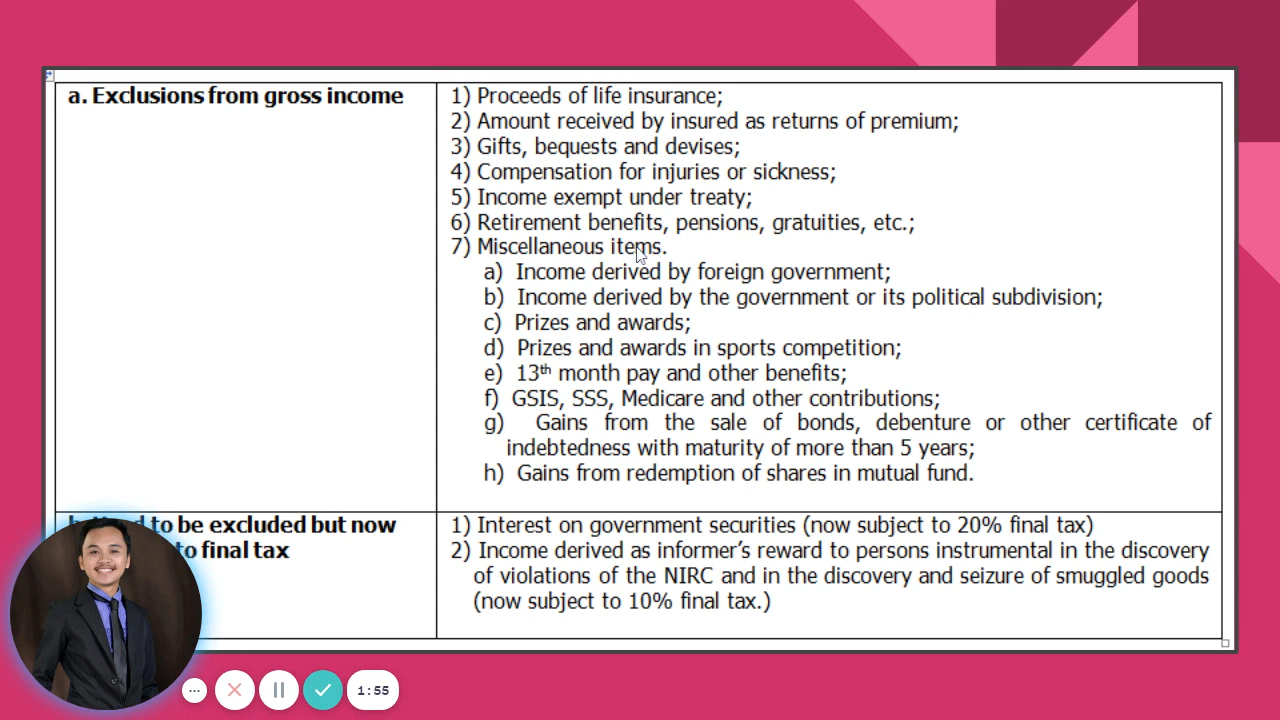 a. Exclusions from gross income
1) Proceeds of life insurance;
2) Amount received by insured as returns of premium;
3) Gifts, bequests and devises;
4) Compensation for injuries or sickness;
5) Income exempt under treaty;
6) Retirement benefits, pensions, gratuities, etc.;
7) Miscellaneous items.
a) Income derived by foreign government;
b) Income derived by the government or its political subdivision;
c) Prizes and awards;
d) Prizes and awards in sports competition;
e) 13th month pay and other benefits;
f) GSIS, SSS, Medicare and other contributions;
g) Gains from the sale of bonds, debenture or other certificate of
indebtedness with maturity of more than 5 years;
h) Gains from redemption of shares in mutual fund.
to be excluded but now
to final tax
1) Interest on government securities (now subject to 20% final tax)
2) Income derived as informer's reward to persons instrumental in the discovery
of violations of the NIRC and in the discovery and seizure of smuggled goods
(now subject to 10% final tax.)
1:55